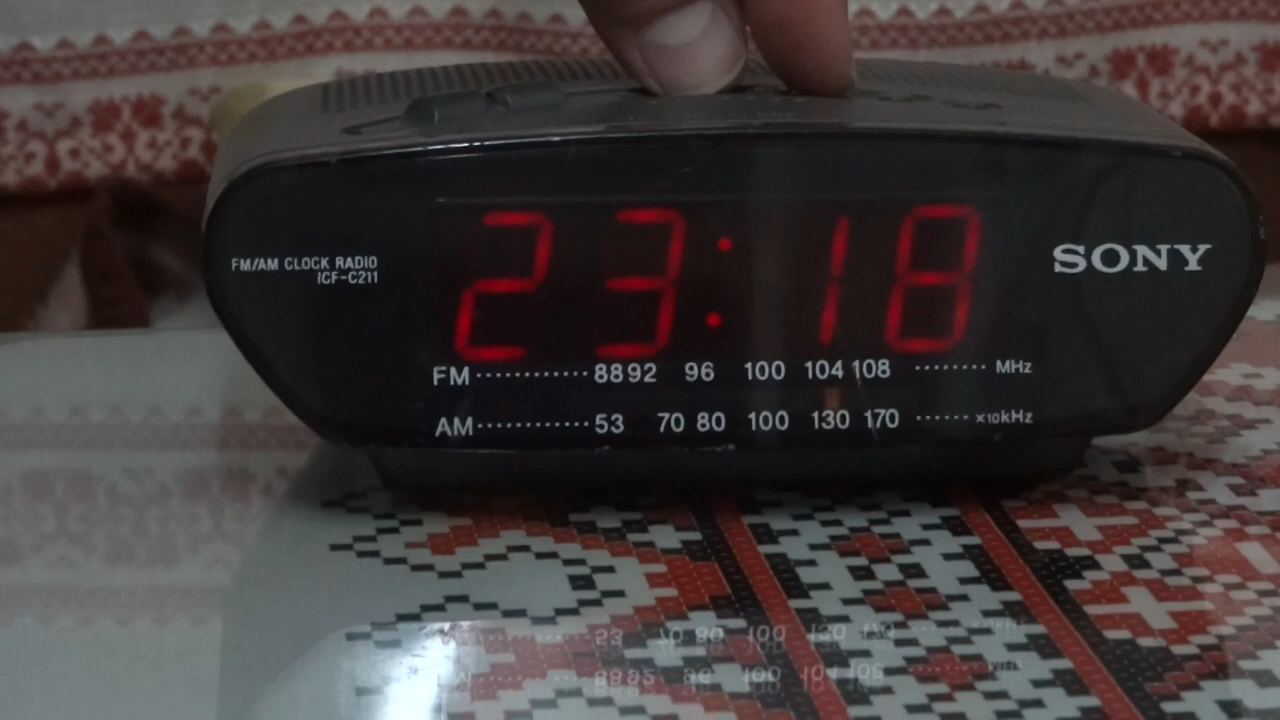 FM/AM CLOCK RADIO
ICF-C211
23:18
SONY
FM 88 92 96 100 104 108 MHz
AM 53 70 80 100 130 170 x10kHz